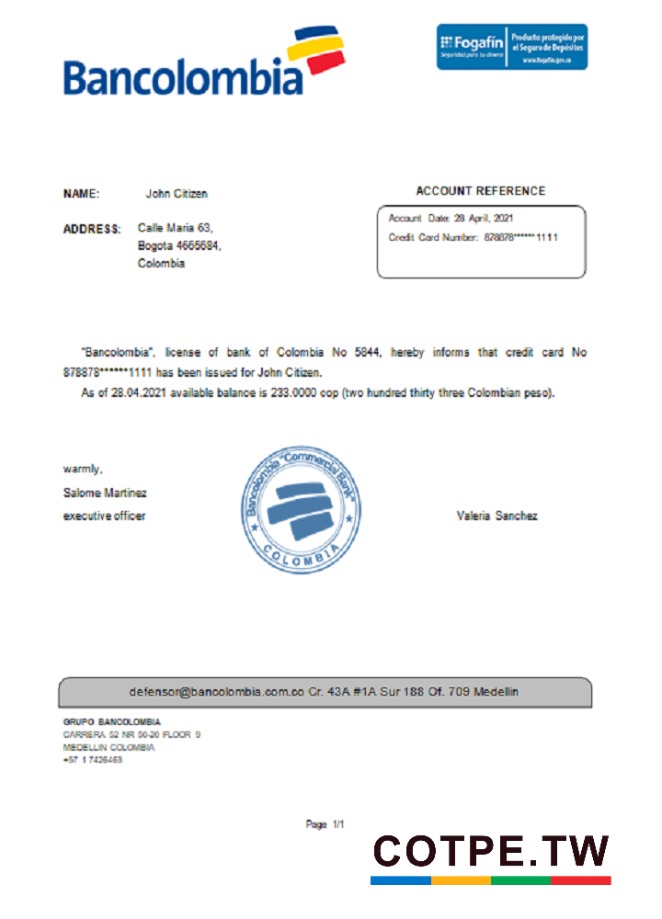 Bancolombia
Fogafín
Seguridad para tu dinero
Producto protegido por
el Seguro de Depósitos
www.fogafin.gov.co
NAME: John Citizen
ADDRESS: Calle Maria 63,
Bogota 4665684,
Colombia
ACCOUNT REFERENCE
Account Date: 28 April, 2021
Credit Card Number: 878878******1111
"Bancolombia", license of bank of Colombia No 5844, hereby informs that credit card No
878878******1111 has been issued for John Citizen.
As of 28.04.2021 available balance is 233.0000 cop (two hundred thirty three Colombian peso).
warmly,
Salome Martinez
executive officer
Bancolombia "Commercial Bank"
COLOMBIA
Valeria Sanchez
defensor@bancolombia.com.co Cr. 43A #1A Sur 188 Of. 709 Medellin
GRUPO BANCOLOMBIA
CARRERA 52 NR 50-20 FLOOR 9
MEDELLIN COLOMBIA
+57 1 7426463
Page 1/1
COTPE.TW